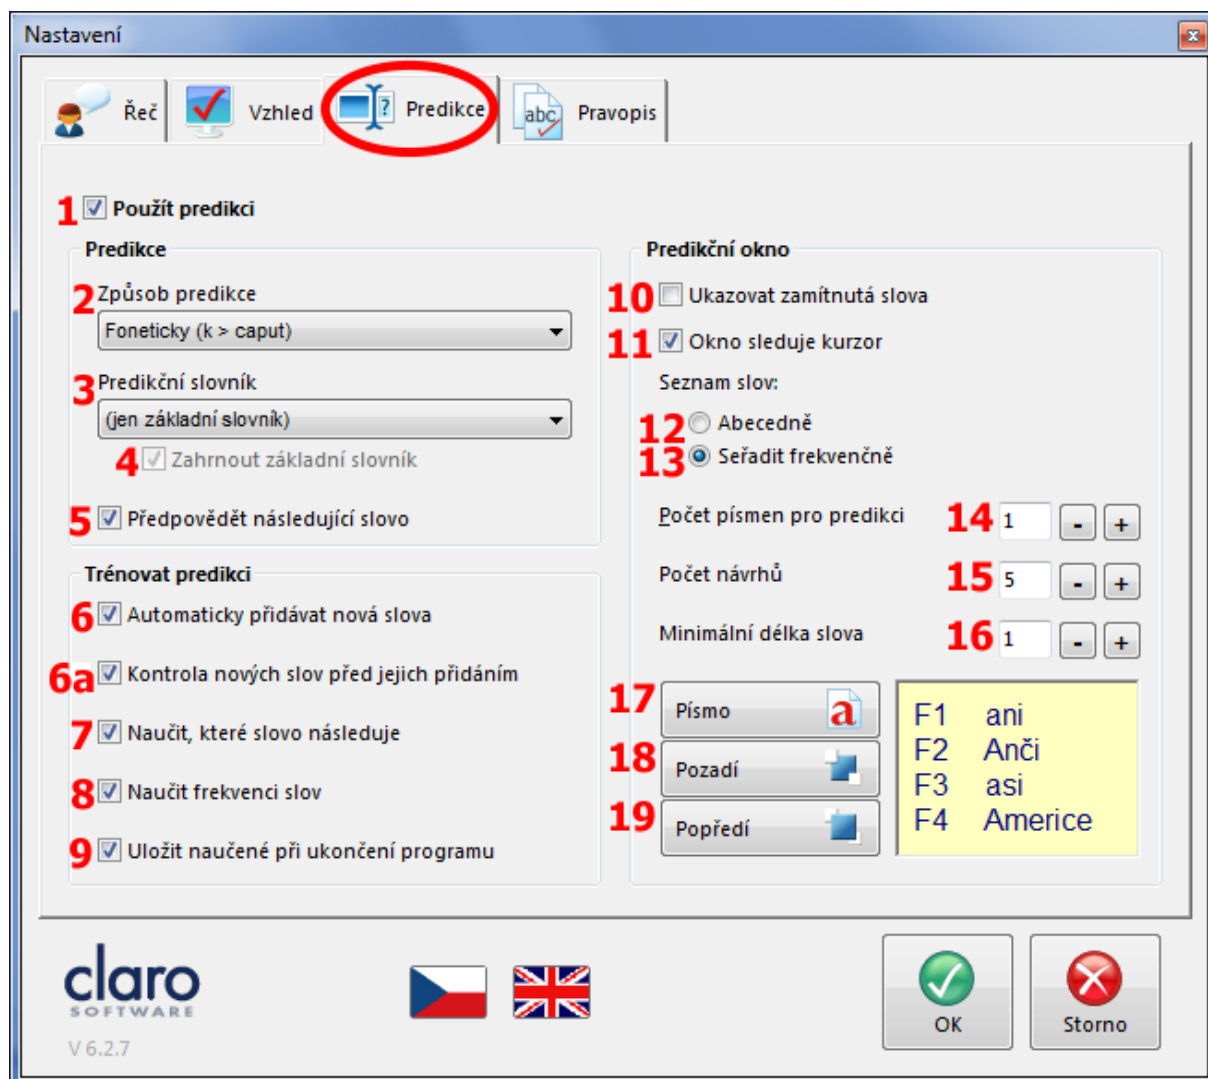 Nastavení
Řeč
Vzhled
? Predikce
abc Pravopis
1 Použít predikci
Predikce
2 Způsob predikce
Foneticky (k > caput)
3 Predikční slovník
(jen základní slovník)
4 Zahrnout základní slovník
5 Předpovědět následující slovo
Trénovat predikci
6 Automaticky přidávat nová slova
6a Kontrola nových slov před jejich přidáním
7 Naučit, které slovo následuje
8 Naučit frekvenci slov
9 Uložit naučené při ukončení programu
Predikční okno
10 Ukazovat zamítnutá slova
11 Okno sleduje kurzor
Seznam slov:
12 Abecedně
13 Seřadit frekvenčně
Počet písmen pro predikci 14 1 - +
Počet návrhů 15 5 - +
Minimální délka slova 16 1 - +
17 Písmo a
18 Pozadí
19 Popředí
F1 ani
F2 Anči
F3 asi
F4 Americe
claro
SOFTWARE
V 6.2.7
OK
Storno